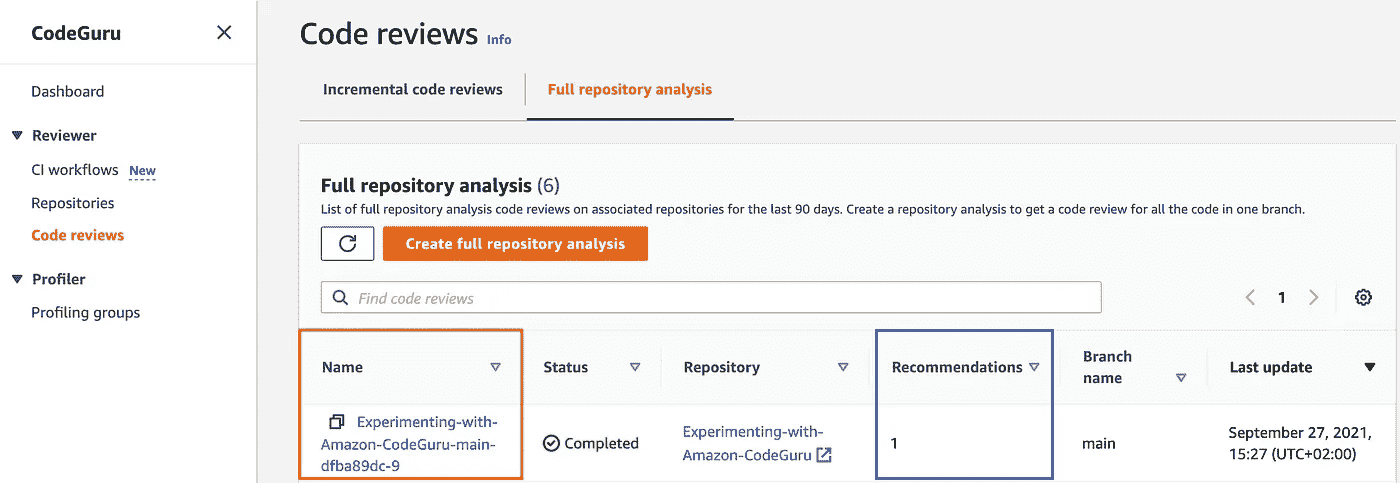 CodeGuru
Dashboard
Reviewer
CI workflows New
Repositories
Code reviews
Profiler
Profiling groups
Code reviews Info
Incremental code reviews
Full repository analysis
Full repository analysis (6)
List of full repository analysis code reviews on associated repositories for the last 90 days. Create a repository analysis to get a code review for all the code in one branch.
Create full repository analysis
Find code reviews
1
Name
Status
Repository
Recommendations
Branch
name
Last update
Experimenting-with-
Amazon-CodeGuru-main-
dfba89dc-9
Completed
Experimenting-with-
Amazon-CodeGuru
1
main
September 27, 2021,
15:27 (UTC+02:00)